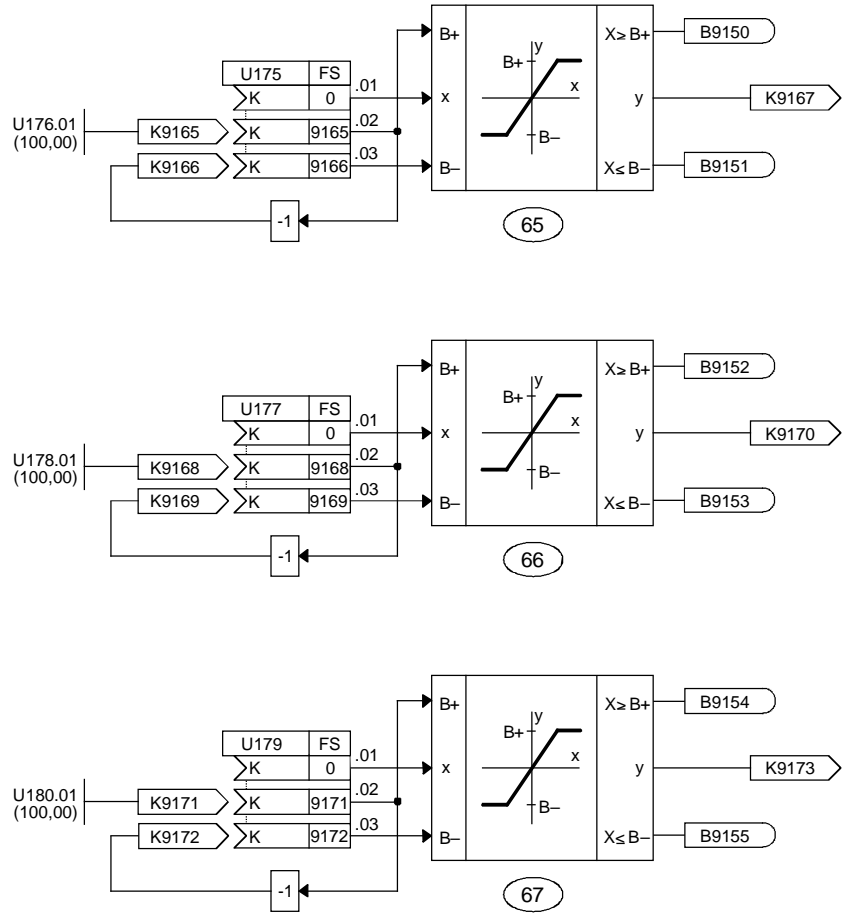 B+ y X≥ B+ B9150
U175 FS B+
K 0 .01 x x y K9167
U176.01 K9165 K 9165 .02
(100,00)
K9166 K 9166 .03 B– B– X≤ B– B9151
-1 65
B+ y X≥ B+ B9152
U177 FS B+
K 0 .01 x x y K9170
U178.01 K9168 K 9168 .02
(100,00)
K9169 K 9169 .03 B– B– X≤ B– B9153
-1 66
B+ y X≥ B+ B9154
U179 FS B+
K 0 .01 x x y K9173
U180.01 K9171 K 9171 .02
(100,00)
K9172 K 9172 .03 B– B– X≤ B– B9155
-1 67